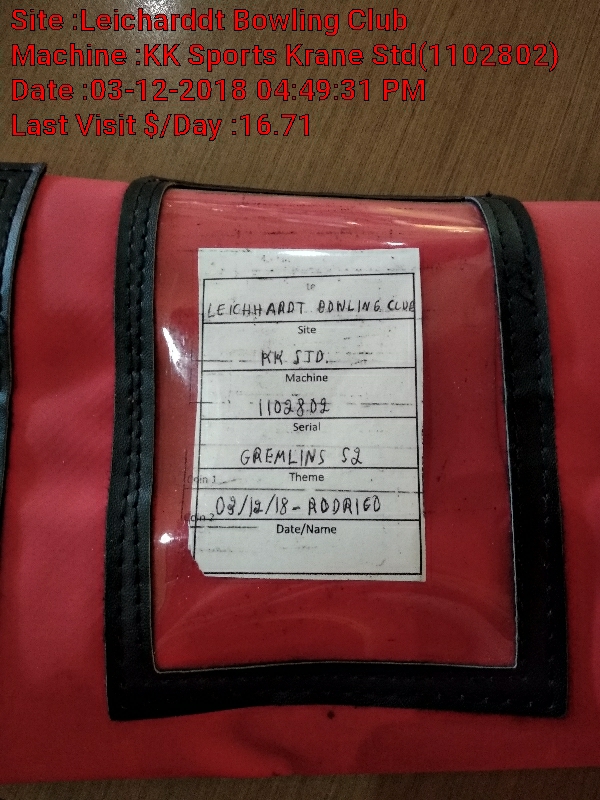 Site :Leicharddt Bowling Club
Machine :KK Sports Krane Std(1102802)
Date :03-12-2018 04:49:31 PM
Last Visit $/Day :16.71
LEICHHARDT BOWLING CLUB
Site
KK STD.
Machine
1102802
Serial
GREMLINS S2
Theme
03/12/18 - RODRIGO
Date/Name